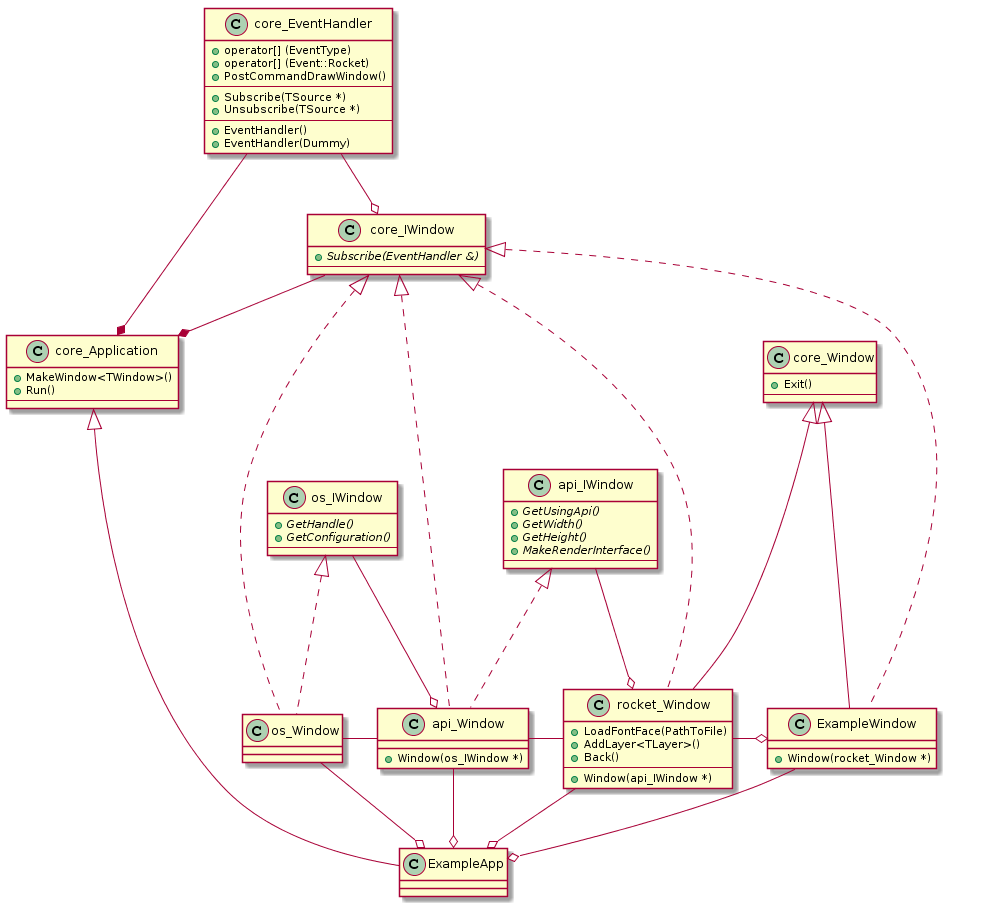 C core_EventHandler
operator[] (EventType)
operator[] (Event::Rocket)
PostCommandDrawWindow()
Subscribe(TSource *)
Unsubscribe(TSource *)
EventHandler()
EventHandler(Dummy)
C core_IWindow
Subscribe(EventHandler &)
C core_Application
MakeWindow<TWindow>()
Run()
C core_Window
Exit()
C os_IWindow
GetHandle()
GetConfiguration()
C api_IWindow
GetUsingApi()
GetWidth()
GetHeight()
MakeRenderInterface()
C os_Window
C api_Window
Window(os_IWindow *)
C rocket_Window
LoadFontFace(PathToFile)
AddLayer<TLayer>()
Back()
Window(api_IWindow *)
C ExampleWindow
Window(rocket_Window *)
C ExampleApp